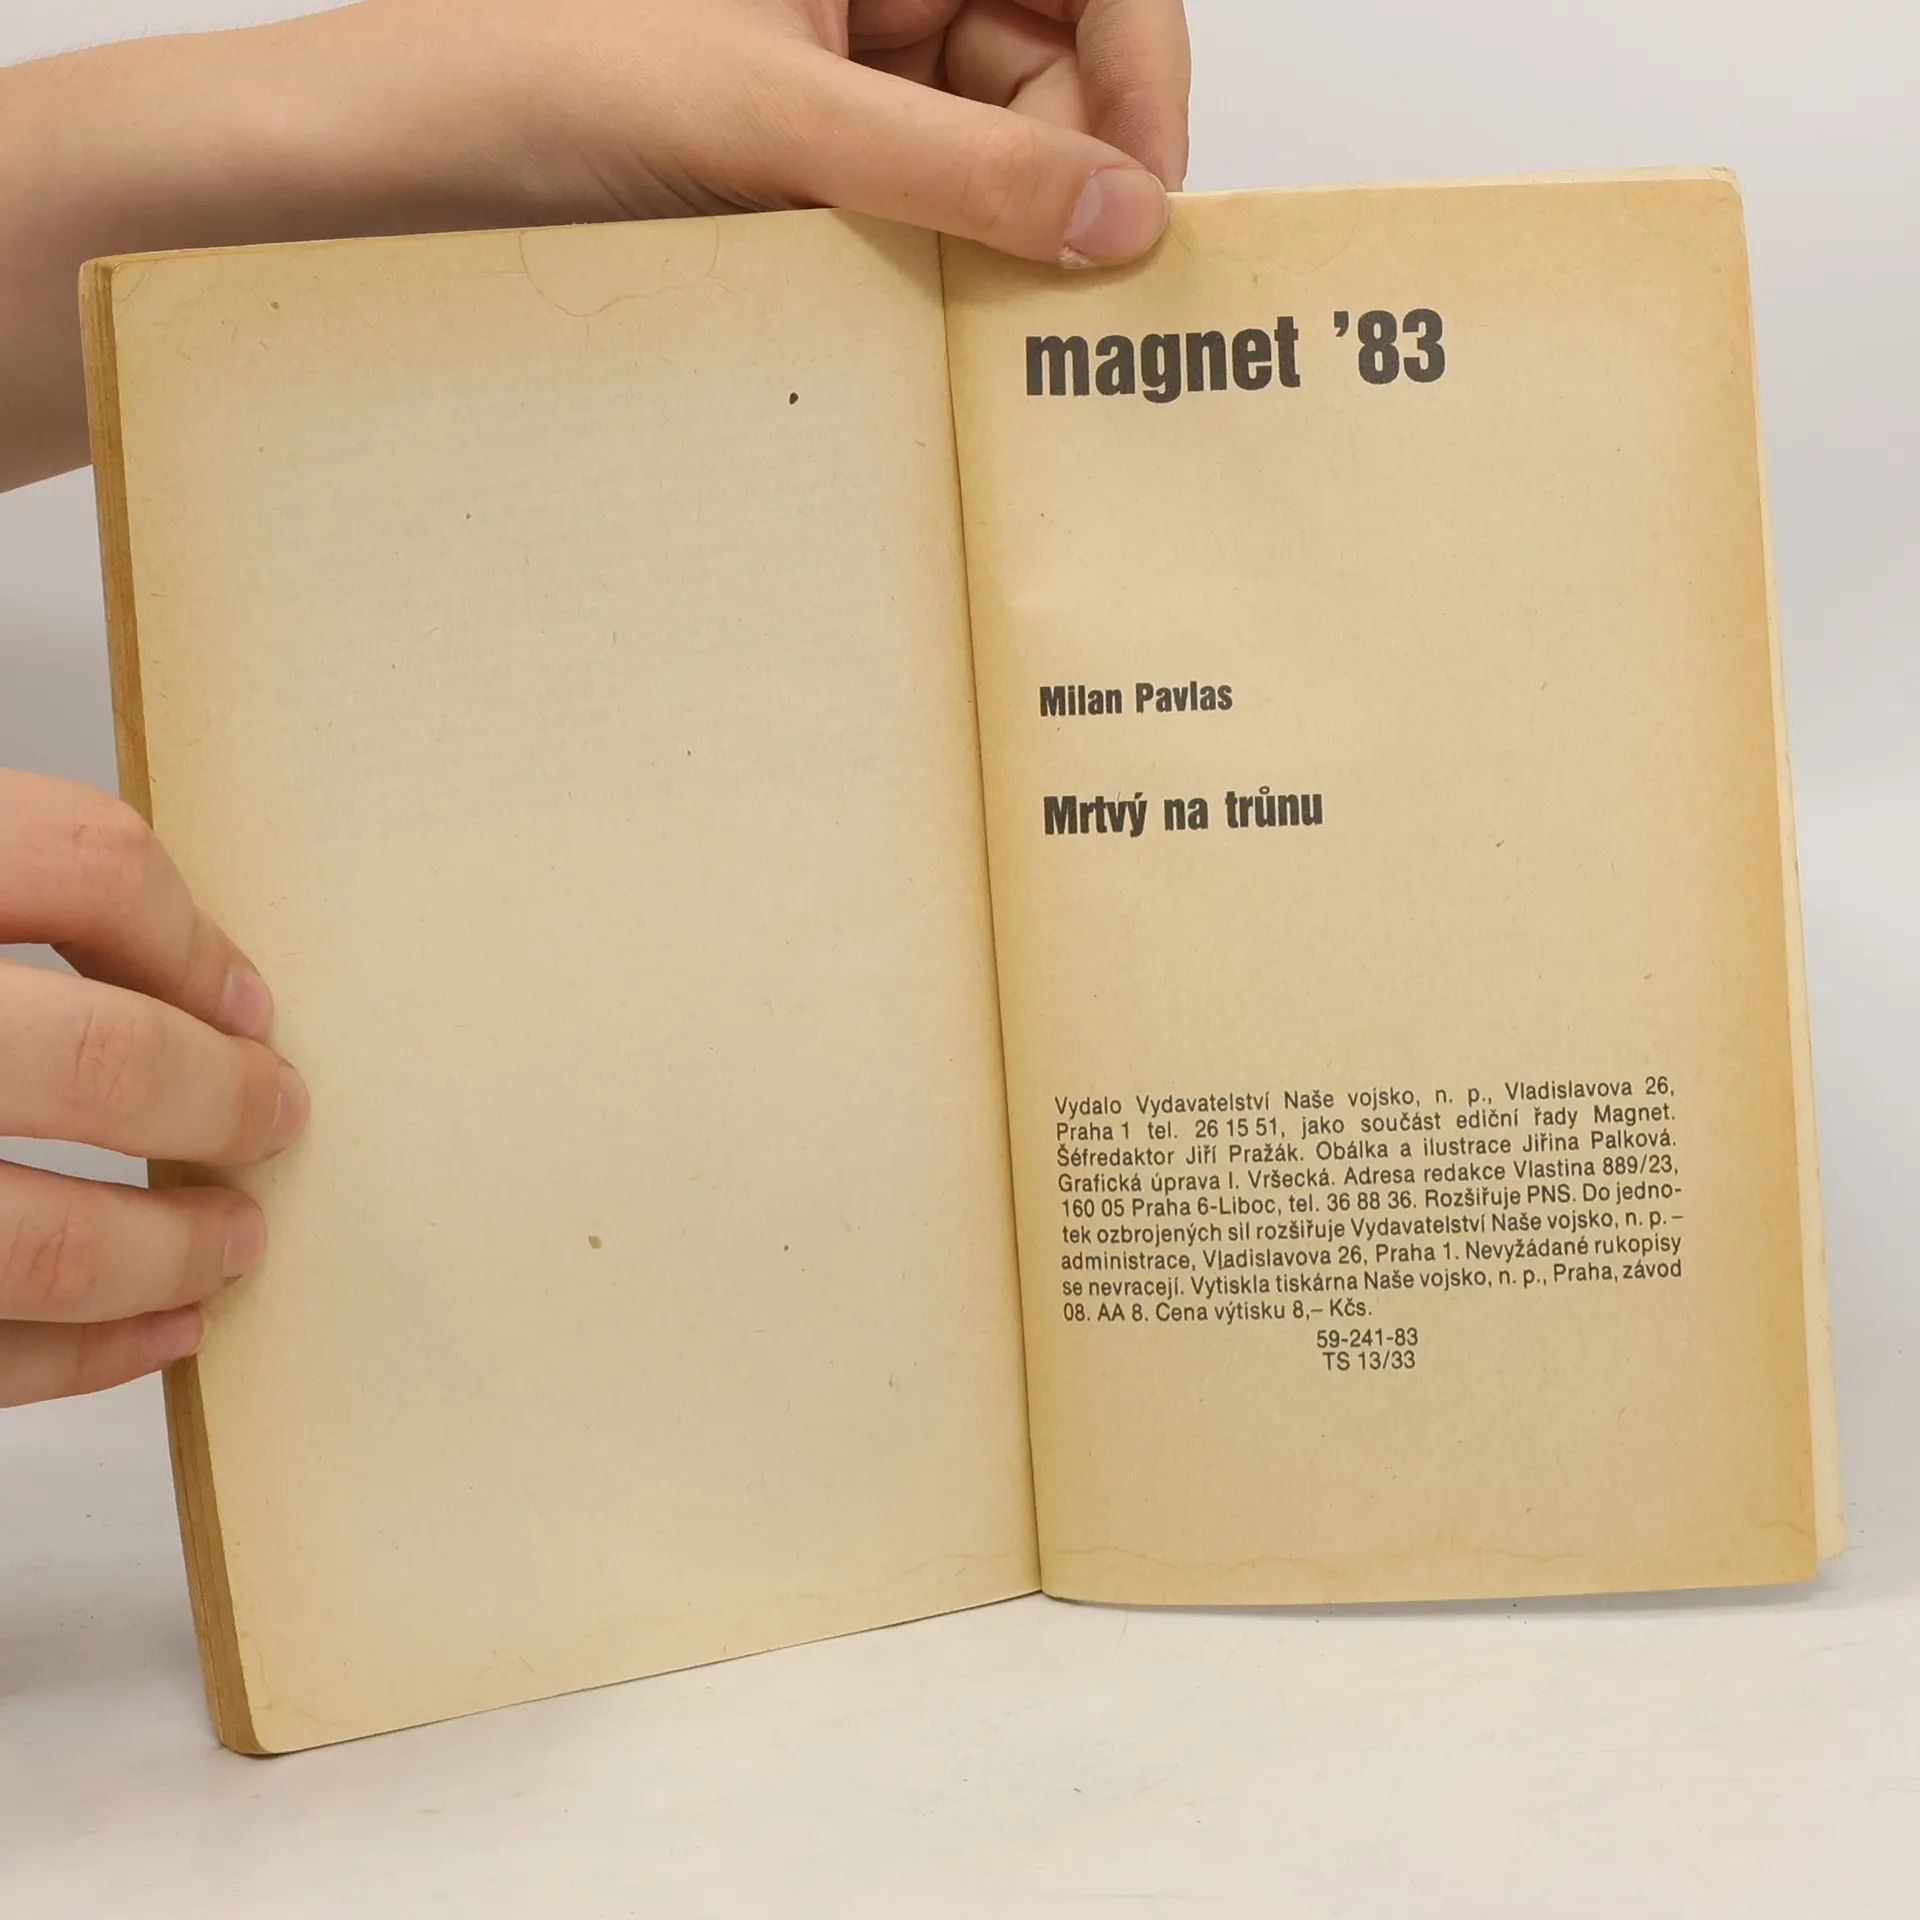 magnet ’83
Milan Pavlas
Mrtvý na trůnu
Vydalo Vydavatelství Naše vojsko, n. p., Vladislavova 26,
Praha 1 tel. 26 15 51, jako součást ediční řady Magnet.
Šéfredaktor Jiří Pražák. Obálka a ilustrace Jiřina Palková.
Grafická úprava I. Vršecká. Adresa redakce Vlastina 889/23,
160 05 Praha 6-Liboc, tel. 36 88 36. Rozšiřuje PNS. Do jedno-
tek ozbrojených sil rozšiřuje Vydavatelství Naše vojsko, n. p. –
administrace, Vladislavova 26, Praha 1. Nevyžádané rukopisy
se nevracejí. Vytiskla tiskárna Naše vojsko, n. p., Praha, závod
08. AA 8. Cena výtisku 8,– Kčs.
59-241-83
TS 13/33